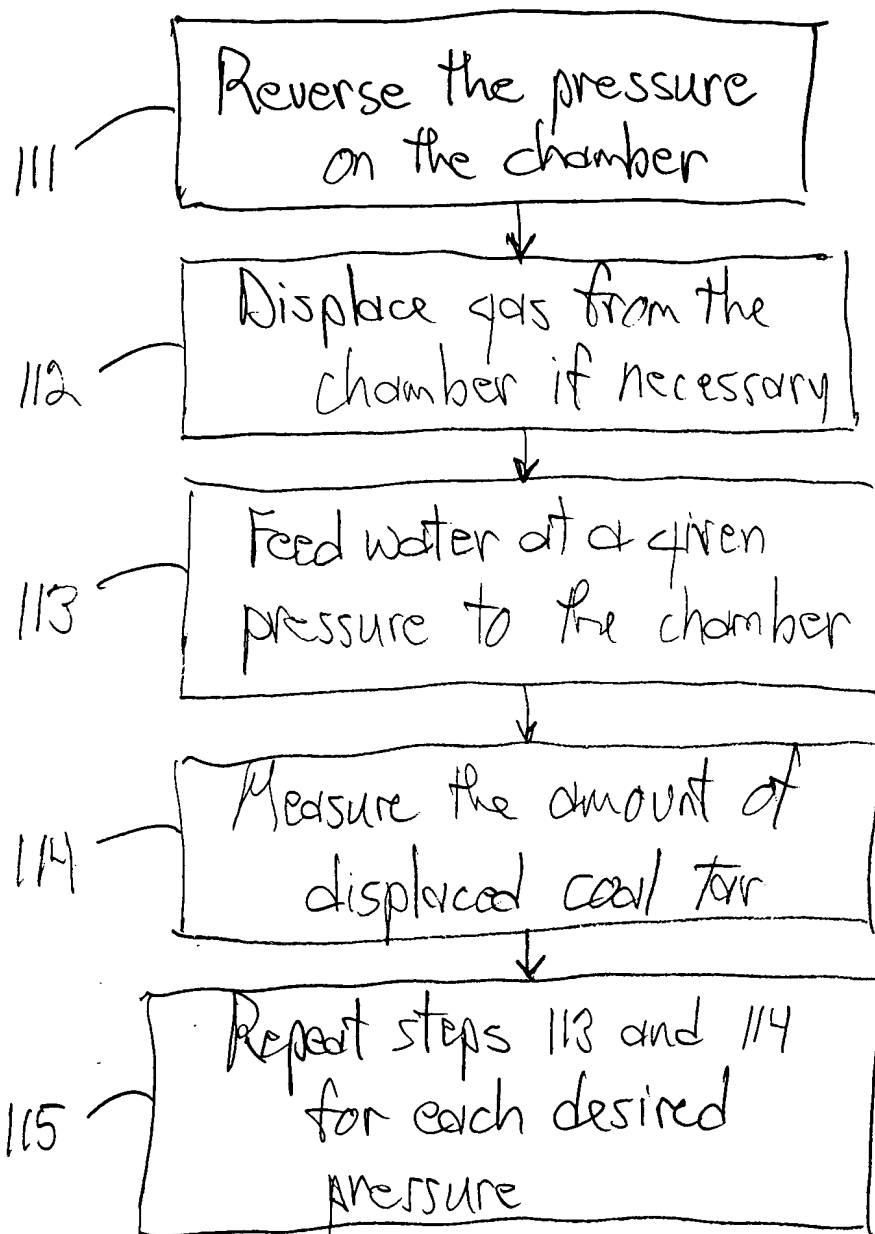 111
Reverse the pressure
on the chamber
112
Displace gas from the
chamber if necessary
113
Feed water at a given
pressure to the chamber
114
Measure the amount of
displaced coal tar
115
Repeat steps 113 and 114
for each desired
pressure